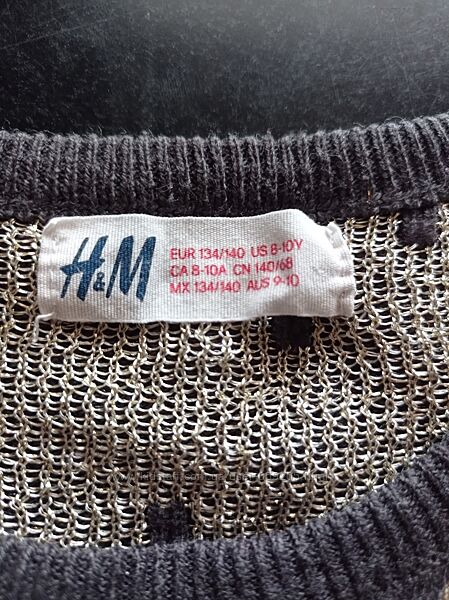 H&M
EUR 134/140 US 8-10Y
CA 8-10A CN 140/68
MX 134/140 AUS 9-10